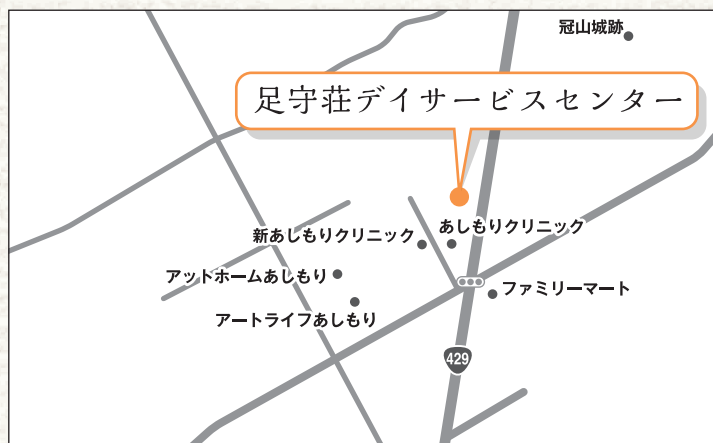 冠山城跡
足守荘デイサービスセンター
あしもりクリニック
新あしもりクリニック
アットホームあしもり
ファミリーマート
アートライフあしもり
429